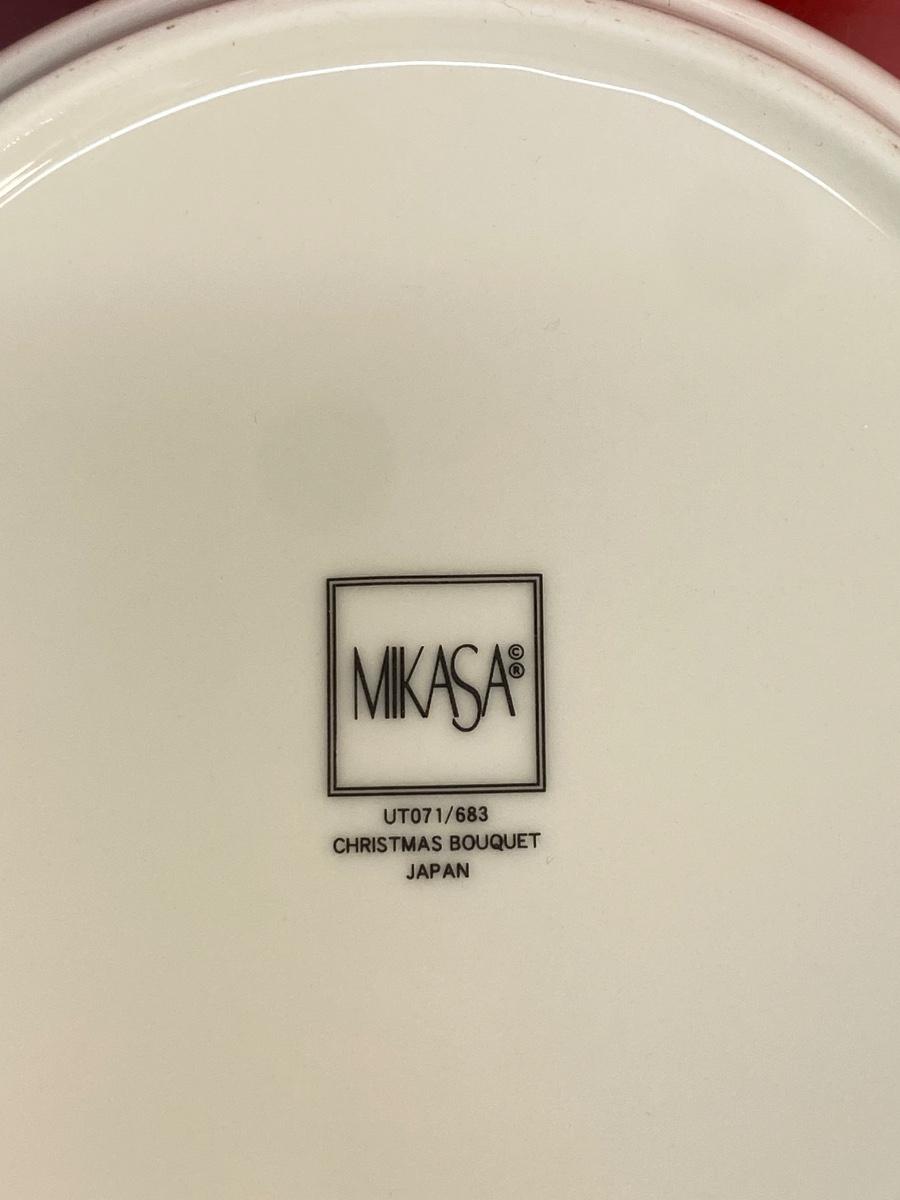 MIKASA©®
UT071/683
CHRISTMAS BOUQUET
JAPAN